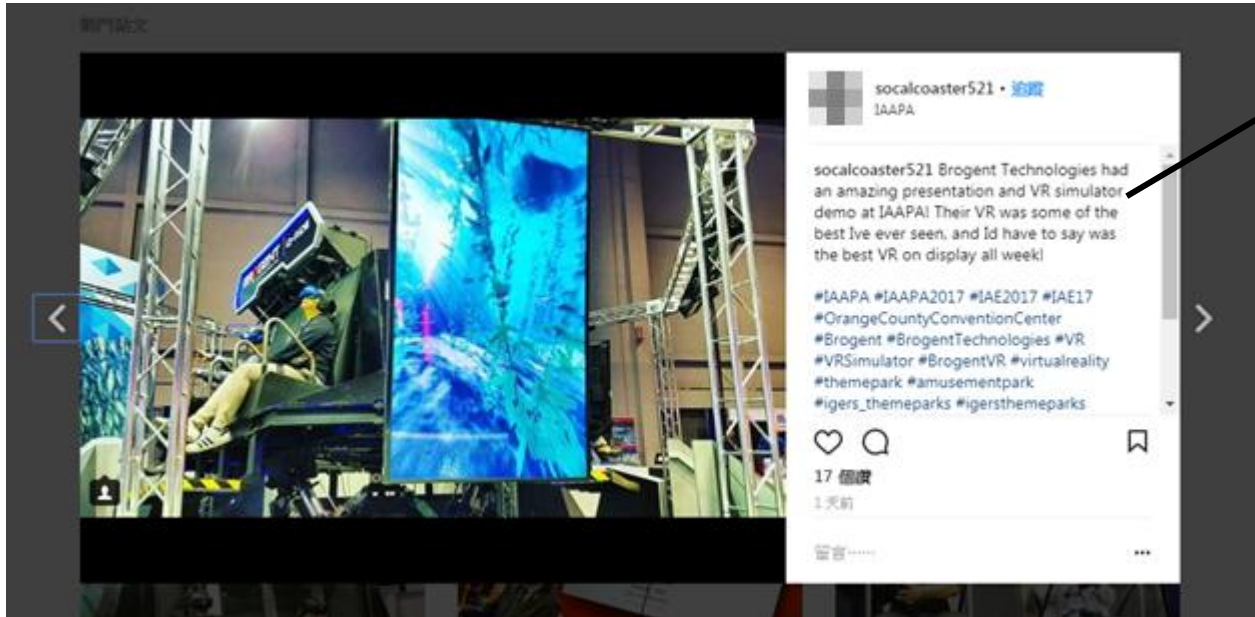 熱門貼文
socalcoaster521 • 追蹤
IAAPA
socalcoaster521 Brogent Technologies had
an amazing presentation and VR simulator
demo at IAAPA! Their VR was some of the
best Ive ever seen, and Id have to say was
the best VR on display all week!
#IAAPA #IAAPA2017 #IAE2017 #IAE17
#OrangeCountyConventionCenter
#Brogent #BrogentTechnologies #VR
#VRSimulator #BrogentVR #virtualreality
#themepark #amusementpark
#igers_themeparks #igersthemeparks
17 個讚
1 天前
留言······